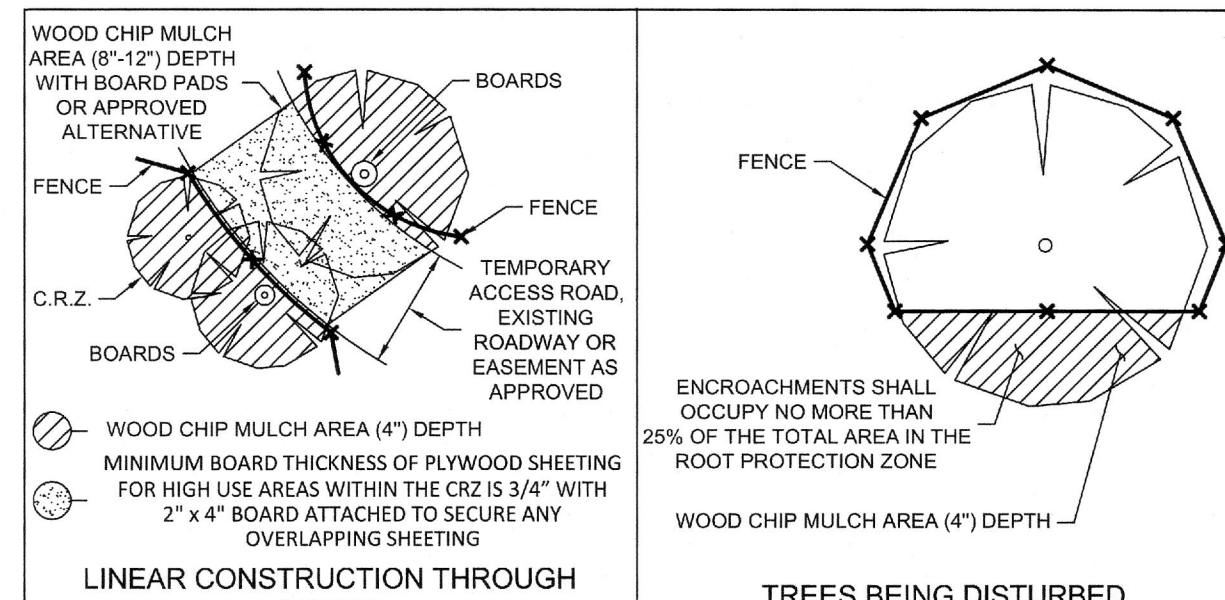 WOOD CHIP MULCH
AREA (8"-12") DEPTH
WITH BOARD PADS
OR APPROVED
ALTERNATIVE
BOARDS
FENCE
FENCE
C.R.Z.
BOARDS
TEMPORARY
ACCESS ROAD,
EXISTING
ROADWAY OR
EASEMENT AS
APPROVED
WOOD CHIP MULCH AREA (4") DEPTH
MINIMUM BOARD THICKNESS OF PLYWOOD SHEETING
FOR HIGH USE AREAS WITHIN THE CRZ IS 3/4" WITH
2" x 4" BOARD ATTACHED TO SECURE ANY
OVERLAPPING SHEETING
LINEAR CONSTRUCTION THROUGH
FENCE
ENCROACHMENTS SHALL
OCCUPY NO MORE THAN
25% OF THE TOTAL AREA IN THE
ROOT PROTECTION ZONE
WOOD CHIP MULCH AREA (4") DEPTH
TREES BEING DISTURBED